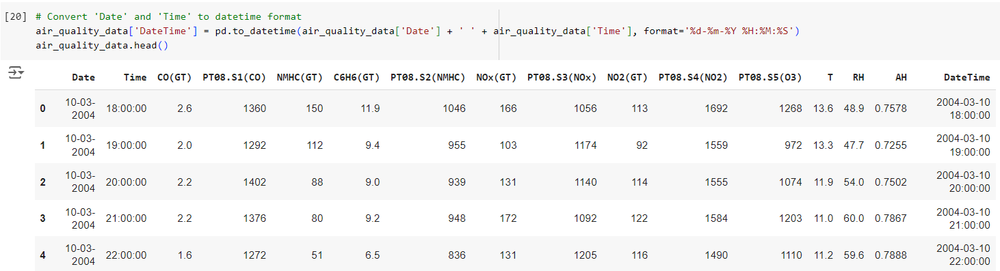 [20] # Convert 'Date' and 'Time' to datetime format
air_quality_data['DateTime'] = pd.to_datetime(air_quality_data['Date'] + ' ' + air_quality_data['Time'], format='%d-%m-%Y %H:%M:%S')
air_quality_data.head()
Date Time CO(GT) PT08.S1(CO) NMHC(GT) C6H6(GT) PT08.S2(NMHC) NOx(GT) PT08.S3(NOx) NO2(GT) PT08.S4(NO2) PT08.S5(O3) T RH AH DateTime
0 10-03-2004 18:00:00 2.6 1360 150 11.9 1046 166 1056 113 1692 1268 13.6 48.9 0.7578 2004-03-10 18:00:00
1 10-03-2004 19:00:00 2.0 1292 112 9.4 955 103 1174 92 1559 972 13.3 47.7 0.7255 2004-03-10 19:00:00
2 10-03-2004 20:00:00 2.2 1402 88 9.0 939 131 1140 114 1555 1074 11.9 54.0 0.7502 2004-03-10 20:00:00
3 10-03-2004 21:00:00 2.2 1376 80 9.2 948 172 1092 122 1584 1203 11.0 60.0 0.7867 2004-03-10 21:00:00
4 10-03-2004 22:00:00 1.6 1272 51 6.5 836 131 1205 116 1490 1110 11.2 59.6 0.7888 2004-03-10 22:00:00